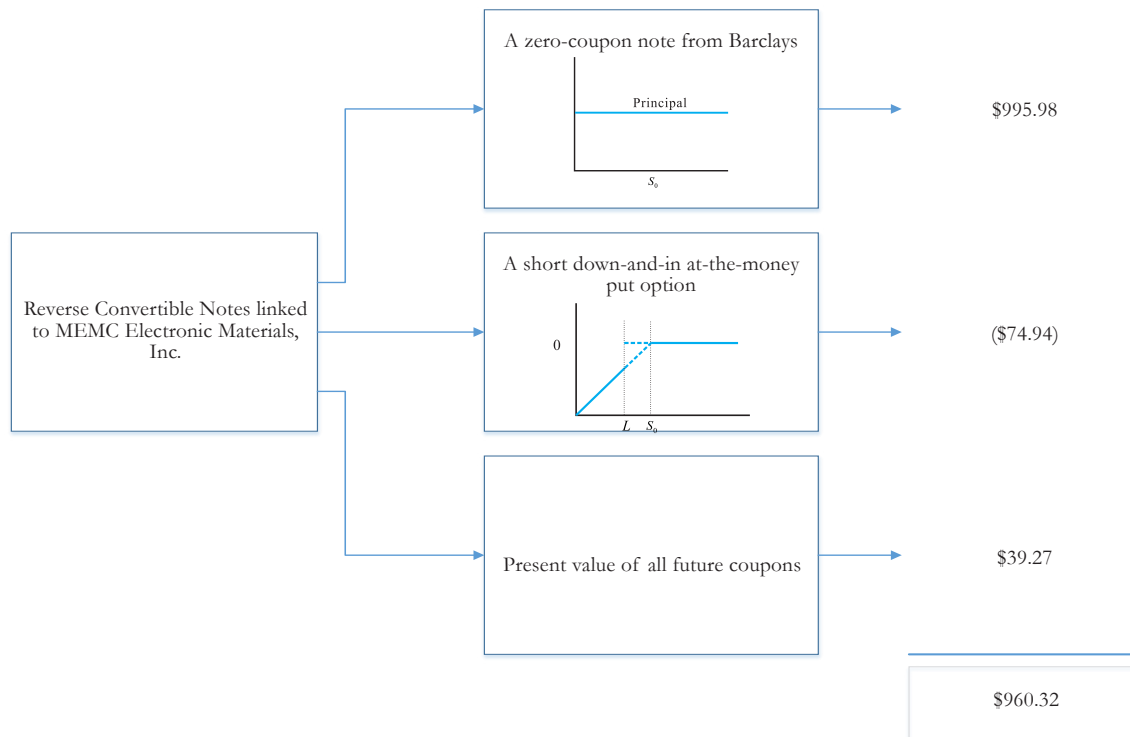 A zero-coupon note from Barclays
Principal
S₀
$995.98
Reverse Convertible Notes linked
to MEMC Electronic Materials,
Inc.
A short down-and-in at-the-money
put option
0
L S₀
($74.94)
Present value of all future coupons
$39.27
$960.32